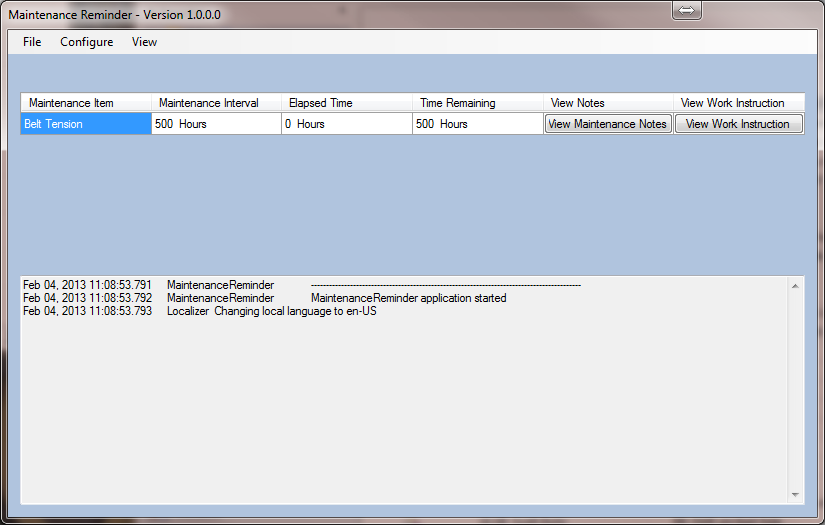 Maintenance Reminder - Version 1.0.0.0
File Configure View
Maintenance Item Maintenance Interval Elapsed Time Time Remaining View Notes View Work Instruction
Belt Tension 500 Hours 0 Hours 500 Hours View Maintenance Notes View Work Instruction
Feb 04, 2013 11:08:53.791 MaintenanceReminder ------------------------------------------------------------------------------------------
Feb 04, 2013 11:08:53.792 MaintenanceReminder MaintenanceReminder application started
Feb 04, 2013 11:08:53.793 Localizer Changing local language to en-US